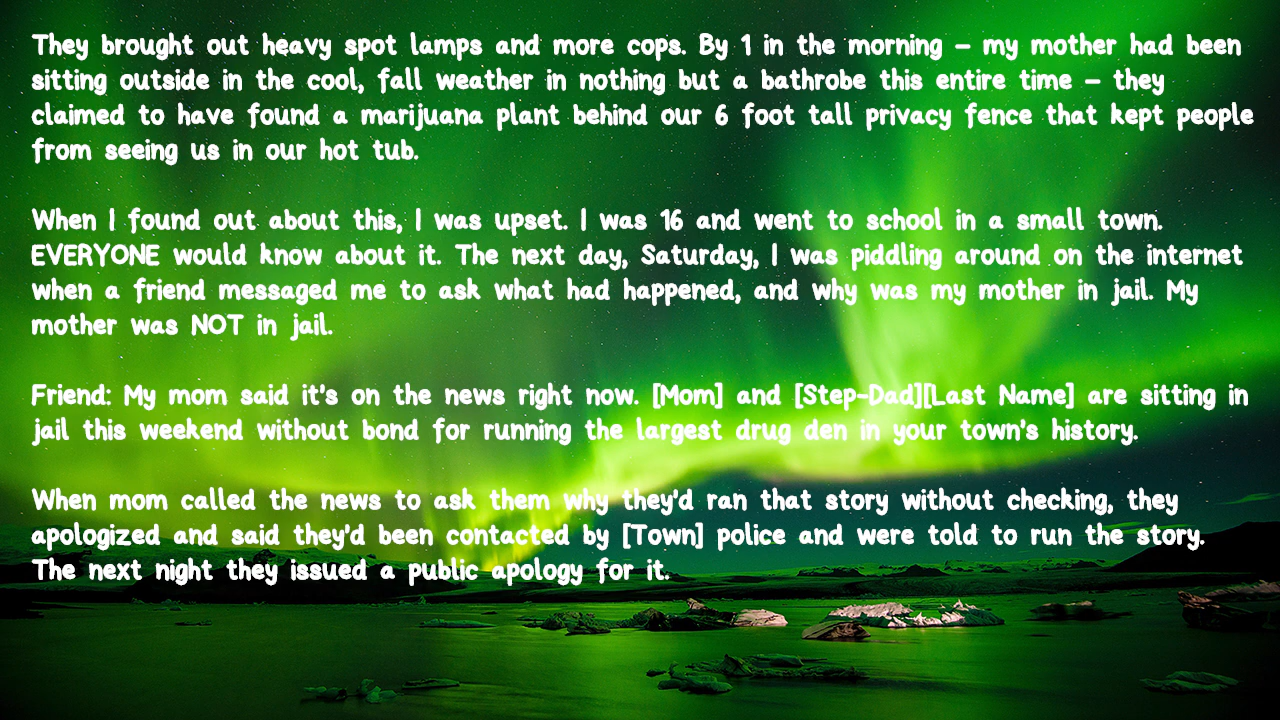 They brought out heavy spot lamps and more cops. By 1 in the morning – my mother had been
sitting outside in the cool, fall weather in nothing but a bathrobe this entire time – they
claimed to have found a marijuana plant behind our 6 foot tall privacy fence that kept people
from seeing us in our hot tub.
When I found out about this, I was upset. I was 16 and went to school in a small town.
EVERYONE would know about it. The next day, Saturday, I was piddling around on the internet
when a friend messaged me to ask what had happened, and why was my mother in jail. My
mother was NOT in jail.
Friend: My mom said it's on the news right now. [Mom] and [Step-Dad][Last Name] are sitting in
jail this weekend without bond for running the largest drug den in your town's history.
When mom called the news to ask them why they'd ran that story without checking, they
apologized and said they'd been contacted by [Town] police and were told to run the story.
The next night they issued a public apology for it.